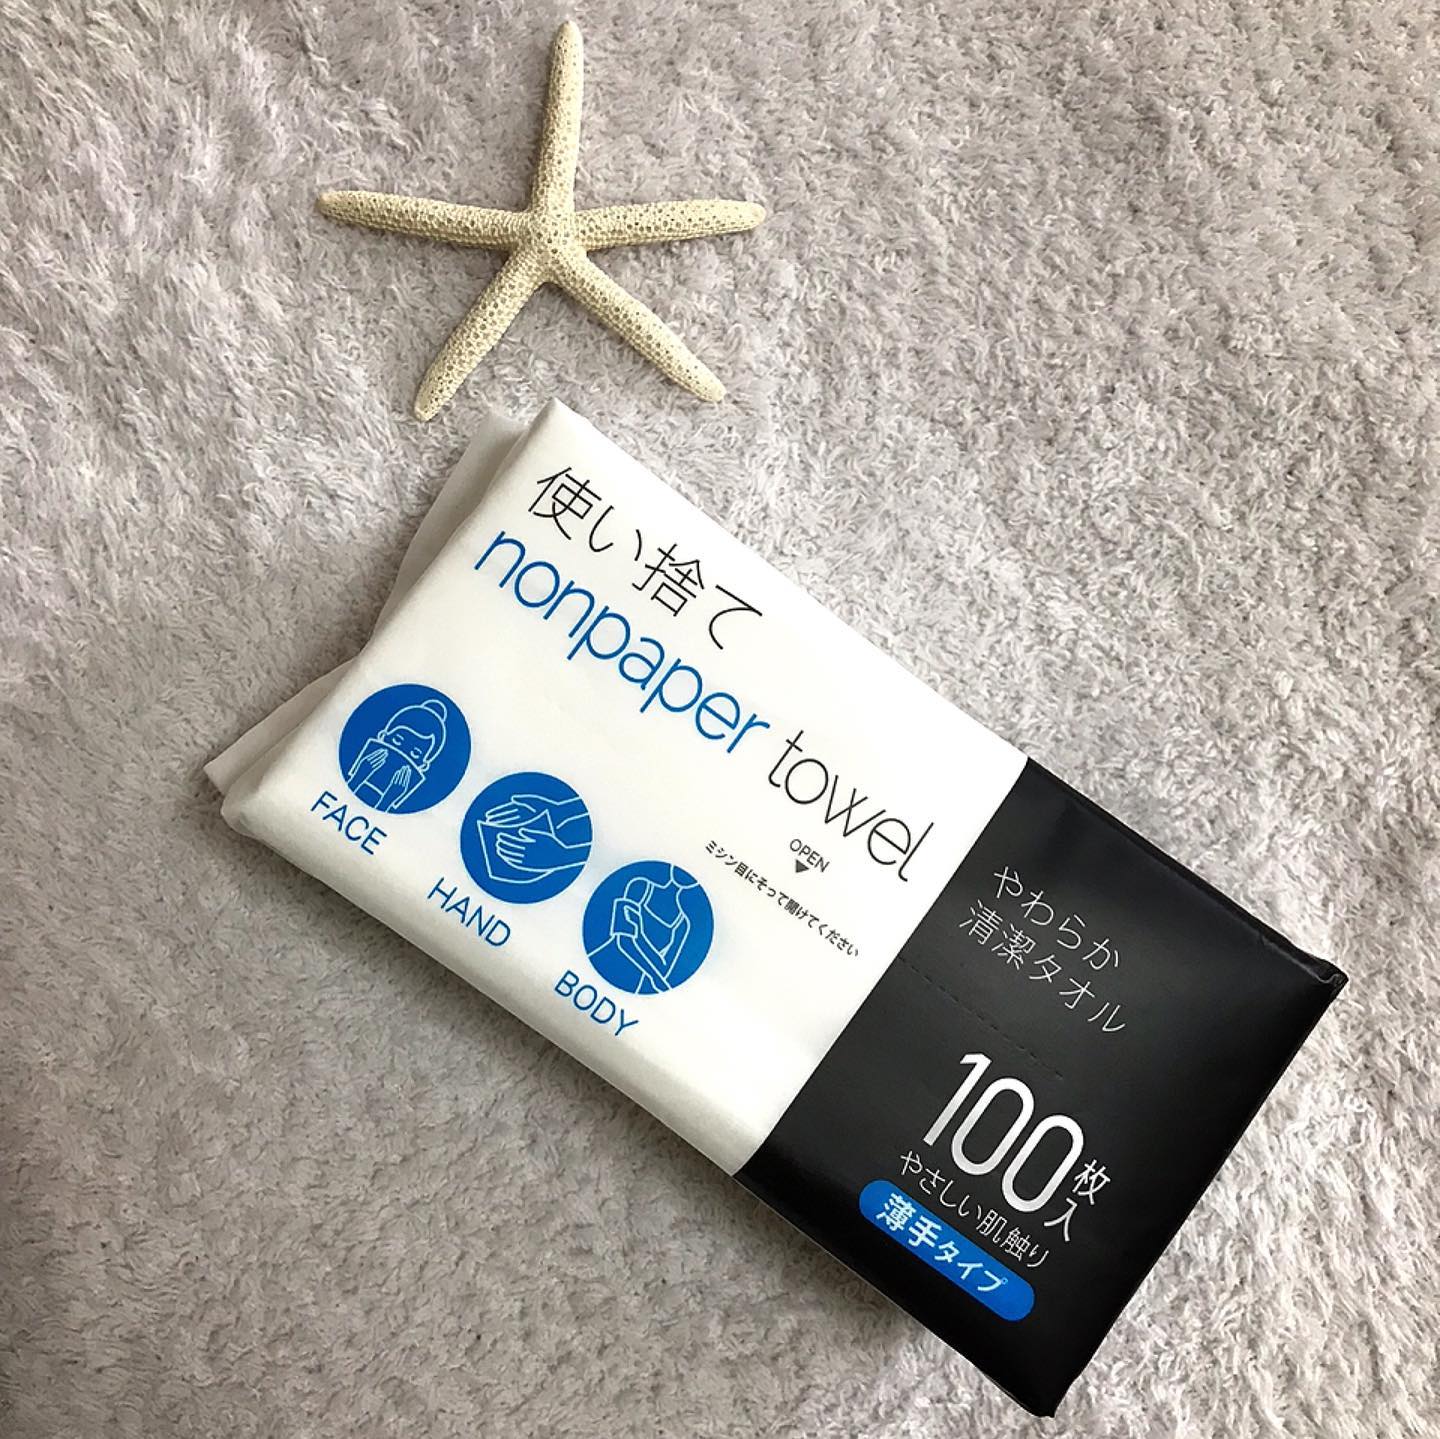 使い捨て
nonpaper towel
FACE
HAND
BODY
OPEN
ミシン目にそって開けてください
やわらか
清潔タオル
100枚入
やさしい肌触り
薄手タイプ